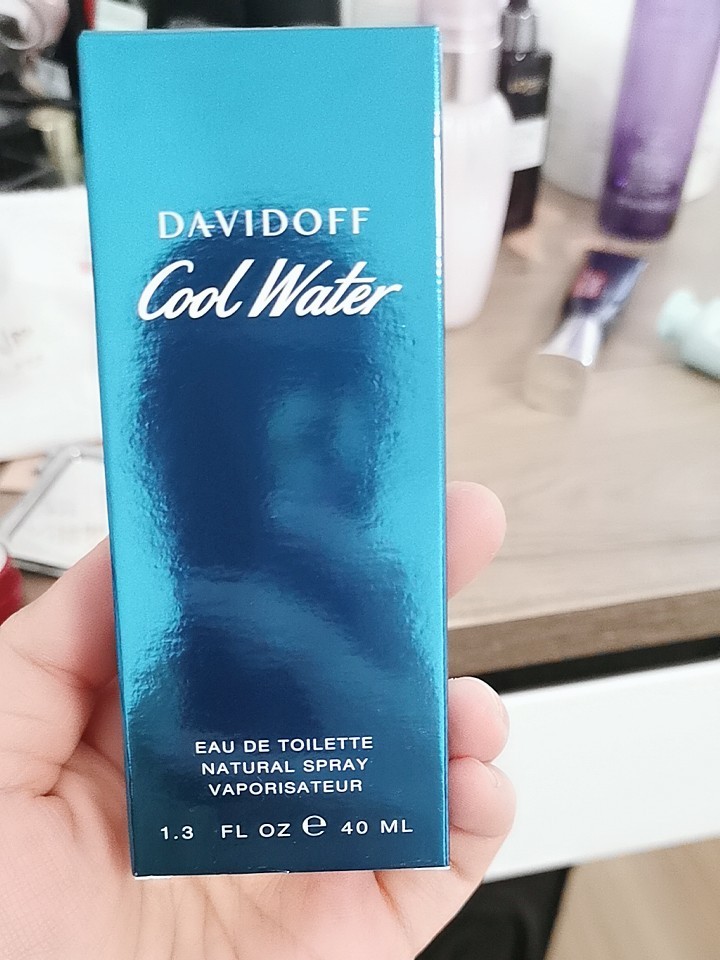 DAVIDOFF
Cool Water
EAU DE TOILETTE
NATURAL SPRAY
VAPORISATEUR
1.3 FL OZ e 40 ML